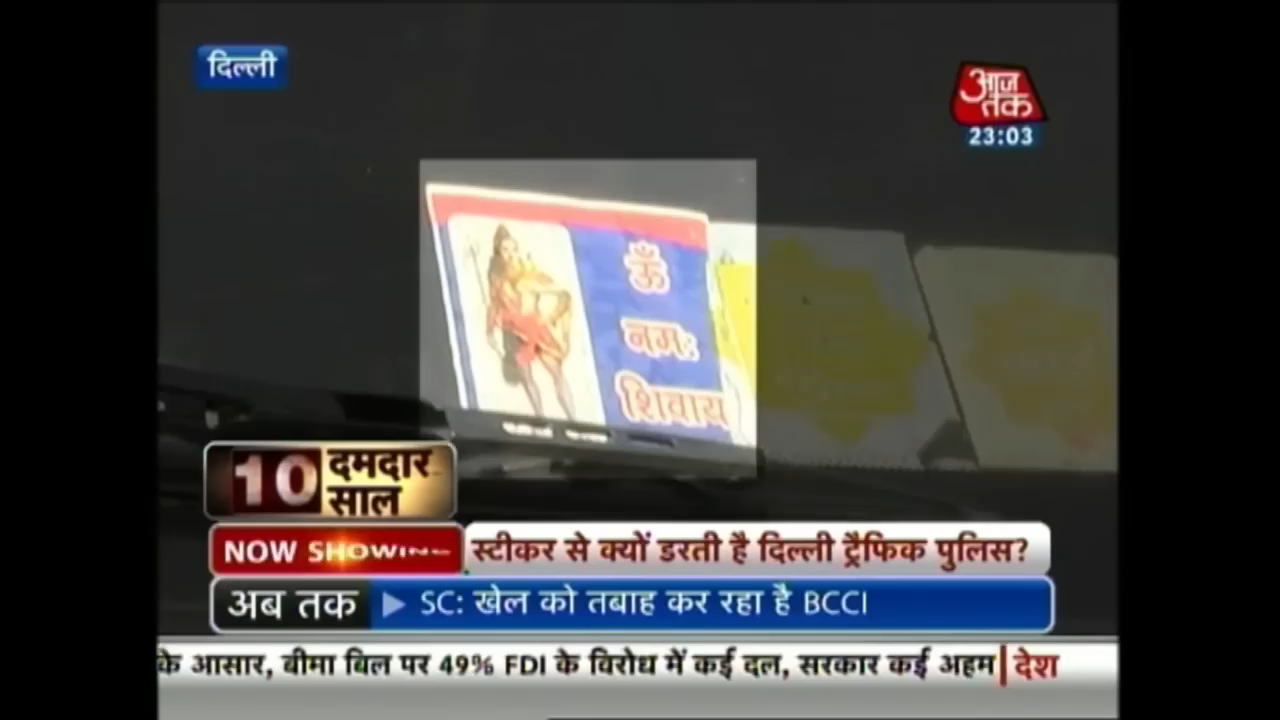 दिल्ली
आज
तक
23:03
ऊँ
नमः
शिवाय
10 दमदार
साल
NOW SHOWING
स्टीकर से क्यों डरती है दिल्ली ट्रैफिक पुलिस?
अब तक
SC: खेल को तबाह कर रहा है BCCI
के आसार, बीमा बिल पर 49% FDI के विरोध में कई दल, सरकार कई अहम
देश